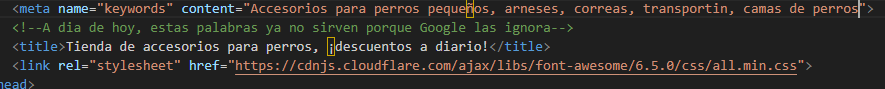 <meta name="keywords" content="Accesorios para perros pequeños, arneses, correas, transportin, camas de perros">
<!--A dia de hoy, estas palabras ya no sirven porque Google las ignora-->
<title>Tienda de accesorios para perros, ¡descuentos a diario!</title>
<link rel="stylesheet" href="https://cdnjs.cloudflare.com/ajax/libs/font-awesome/6.5.0/css/all.min.css">
head>